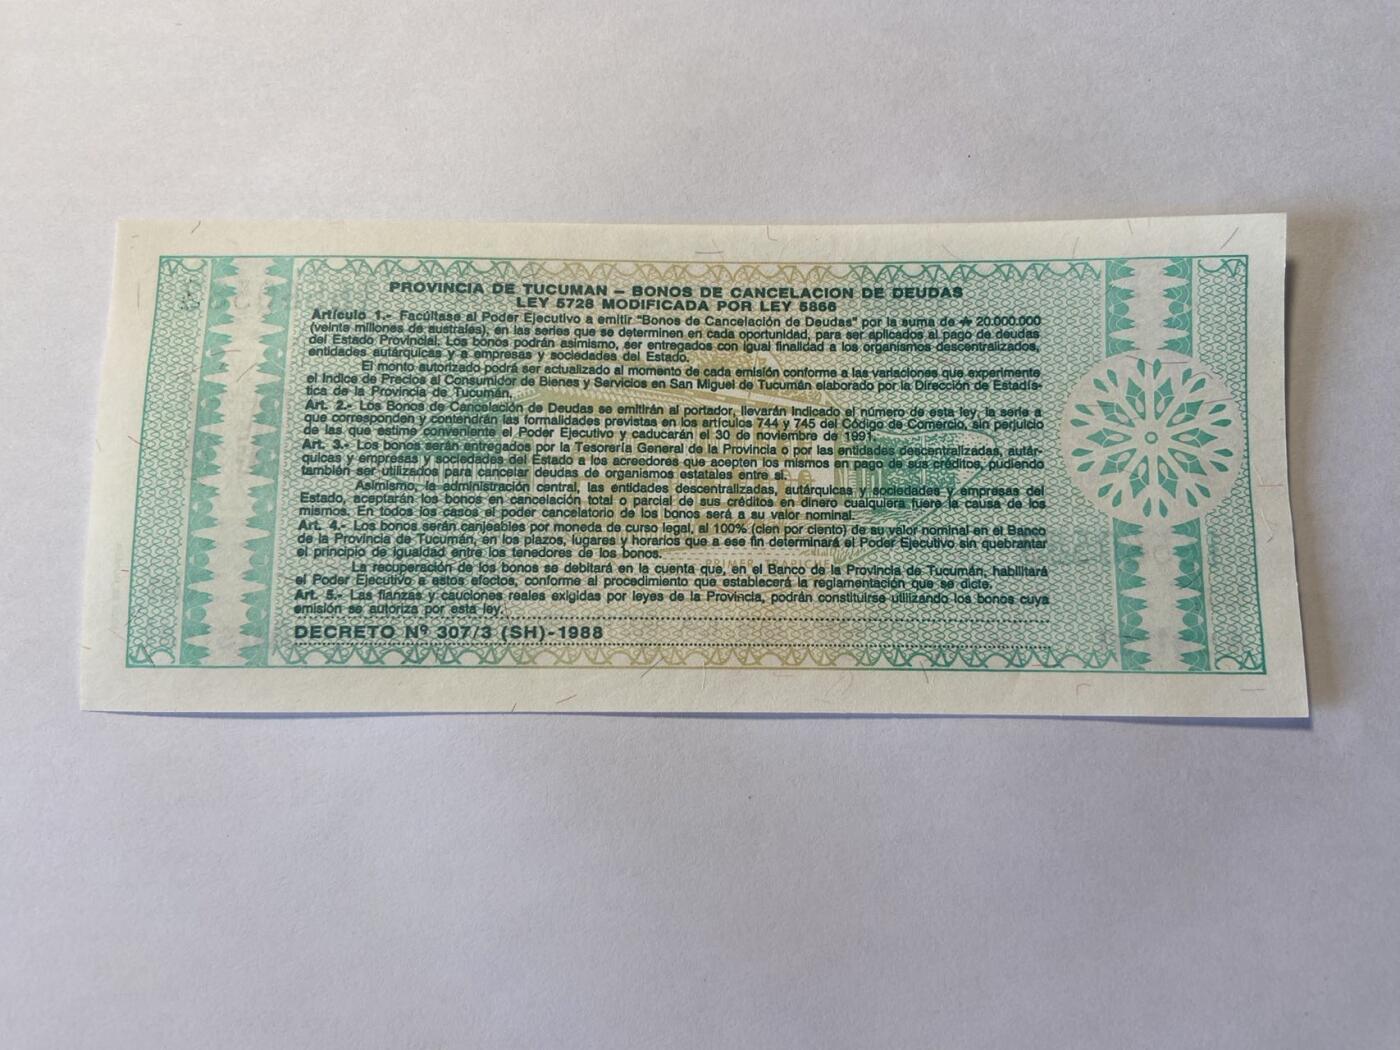 PROVINCIA DE TUCUMAN – BONOS DE CANCELACION DE DEUDAS
LEY 5728 MODIFICADA POR LEY 5866
Artículo 1.- Facúltase al Poder Ejecutivo a emitir "Bonos de Cancelación de Deudas" por la suma de ₳ 20.000.000
(veinte millones de australes), en las series que se determinen en cada oportunidad, para ser aplicados al pago de deudas
del Estado Provincial. Los bonos podrán asimismo, ser entregados con igual finalidad a los organismos descentralizados,
entidades autárquicas y a empresas y sociedades del Estado.
El monto autorizado podrá ser actualizado al momento de cada emisión conforme a las variaciones que experimente
el Indice de Precios al Consumidor de Bienes y Servicios en San Miguel de Tucumán elaborado por la Dirección de Estadís-
tica de la Provincia de Tucumán.
Art. 2.- Los Bonos de Cancelación de Deudas se emitirán al portador, llevarán indicado el número de esta ley, la serie a
que corresponden y contendrán las formalidades previstas en los artículos 744 y 745 del Código de Comercio, sin perjuicio
de las que estime conveniente el Poder Ejecutivo y caducarán el 30 de noviembre de 1991.
Art. 3.- Los bonos serán entregados por la Tesorería General de la Provincia o por las entidades descentralizadas, autár-
quicas y empresas y sociedades del Estado a los acreedores que acepten los mismos en pago de sus créditos, pudiendo
también ser utilizados para cancelar deudas de organismos estatales entre sí.
Asimismo, la administración central, las entidades descentralizadas, autárquicas y sociedades y empresas del
Estado, aceptarán los bonos en cancelación total o parcial de sus créditos en dinero cualquiera fuere la causa de los
mismos. En todos los casos el poder cancelatorio de los bonos será a su valor nominal.
Art. 4.- Los bonos serán canjeables por moneda de curso legal, al 100% (cien por ciento) de su valor nominal en el Banco
de la Provincia de Tucumán, en los plazos, lugares y horarios que a ese fin determinará el Poder Ejecutivo sin quebrantar
el principio de igualdad entre los tenedores de los bonos.
La recuperación de los bonos se debitará en la cuenta que, en el Banco de la Provincia de Tucumán, habilitará
el Poder Ejecutivo a estos efectos, conforme al procedimiento que establecerá la reglamentación que se dicte.
Art. 5.- Las fianzas y cauciones reales exigidas por leyes de la Provincia, podrán constituirse utilizando los bonos cuya
emisión se autoriza por esta ley.
DECRETO Nº 307/3 (SH)-1988